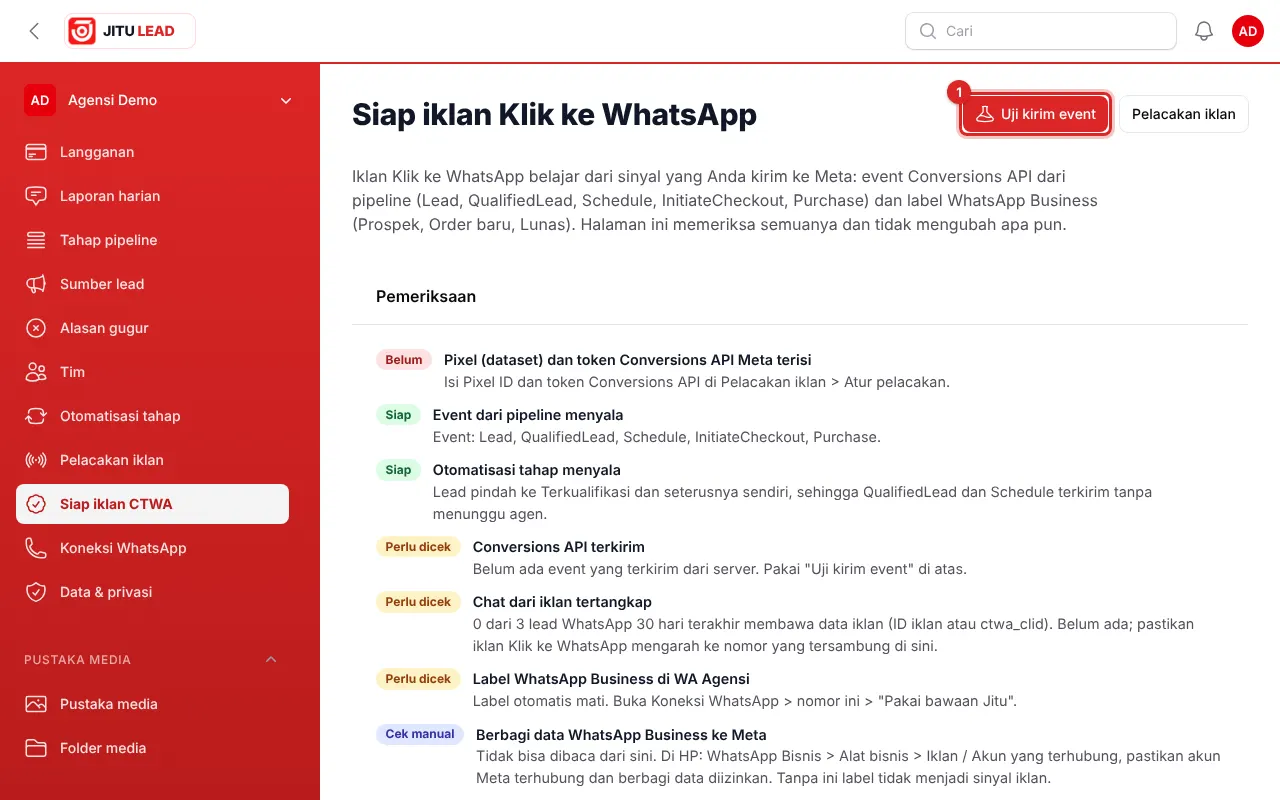 JITU LEAD
Cari
AD
AD
Agensi Demo
Langganan
Laporan harian
Tahap pipeline
Sumber lead
Alasan gugur
Tim
Otomatisasi tahap
Pelacakan iklan
Siap iklan CTWA
Koneksi WhatsApp
Data & privasi
PUSTAKA MEDIA
Pustaka media
Folder media
Siap iklan Klik ke WhatsApp
1
Uji kirim event
Pelacakan iklan
Iklan Klik ke WhatsApp belajar dari sinyal yang Anda kirim ke Meta: event Conversions API dari
pipeline (Lead, QualifiedLead, Schedule, InitiateCheckout, Purchase) dan label WhatsApp Business
(Prospek, Order baru, Lunas). Halaman ini memeriksa semuanya dan tidak mengubah apa pun.
Pemeriksaan
Belum
Pixel (dataset) dan token Conversions API Meta terisi
Isi Pixel ID dan token Conversions API di Pelacakan iklan > Atur pelacakan.
Siap
Event dari pipeline menyala
Event: Lead, QualifiedLead, Schedule, InitiateCheckout, Purchase.
Siap
Otomatisasi tahap menyala
Lead pindah ke Terkualifikasi dan seterusnya sendiri, sehingga QualifiedLead dan Schedule terkirim tanpa
menunggu agen.
Perlu dicek
Conversions API terkirim
Belum ada event yang terkirim dari server. Pakai "Uji kirim event" di atas.
Perlu dicek
Chat dari iklan tertangkap
0 dari 3 lead WhatsApp 30 hari terakhir membawa data iklan (ID iklan atau ctwa_clid). Belum ada; pastikan
iklan Klik ke WhatsApp mengarah ke nomor yang tersambung di sini.
Perlu dicek
Label WhatsApp Business di WA Agensi
Label otomatis mati. Buka Koneksi WhatsApp > nomor ini > "Pakai bawaan Jitu".
Cek manual
Berbagi data WhatsApp Business ke Meta
Tidak bisa dibaca dari sini. Di HP: WhatsApp Bisnis > Alat bisnis > Iklan / Akun yang terhubung, pastikan akun
Meta terhubung dan berbagi data diizinkan. Tanpa ini label tidak menjadi sinyal iklan.